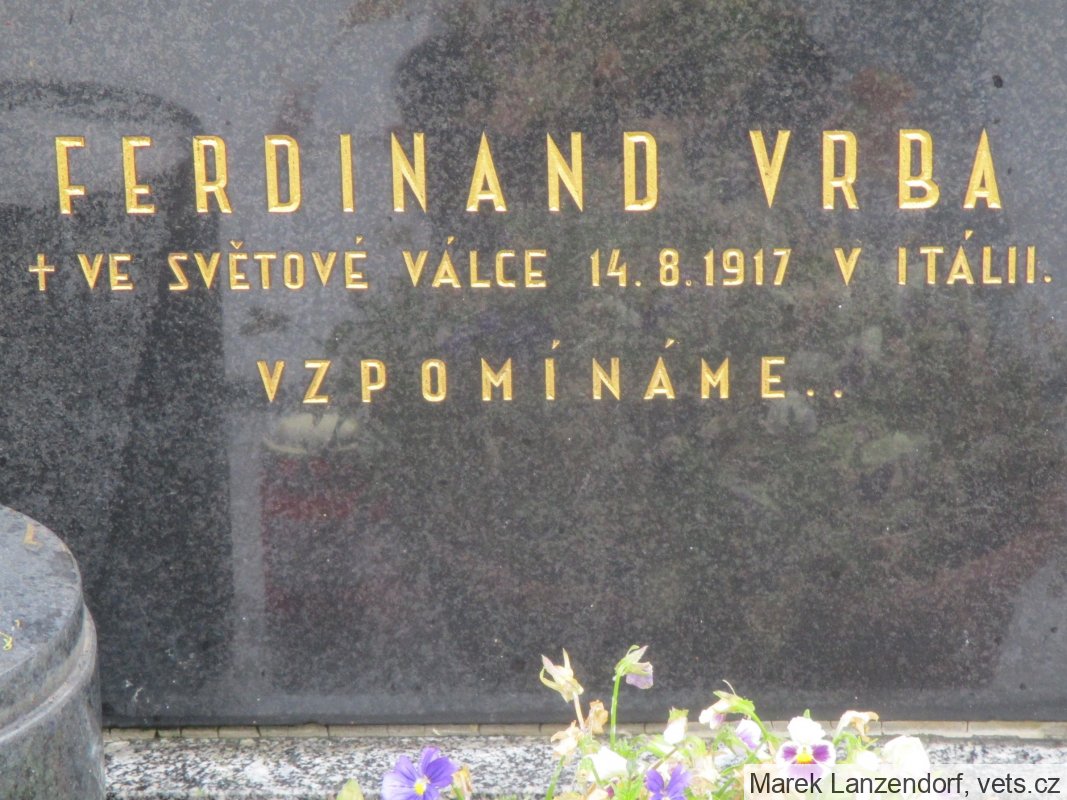 FERDINAND VRBA
† VE SVĚTOVÉ VÁLCE 14.8.1917 V ITÁLII.
VZPOMÍNÁME..
Marek Lanzendorf, vets.cz